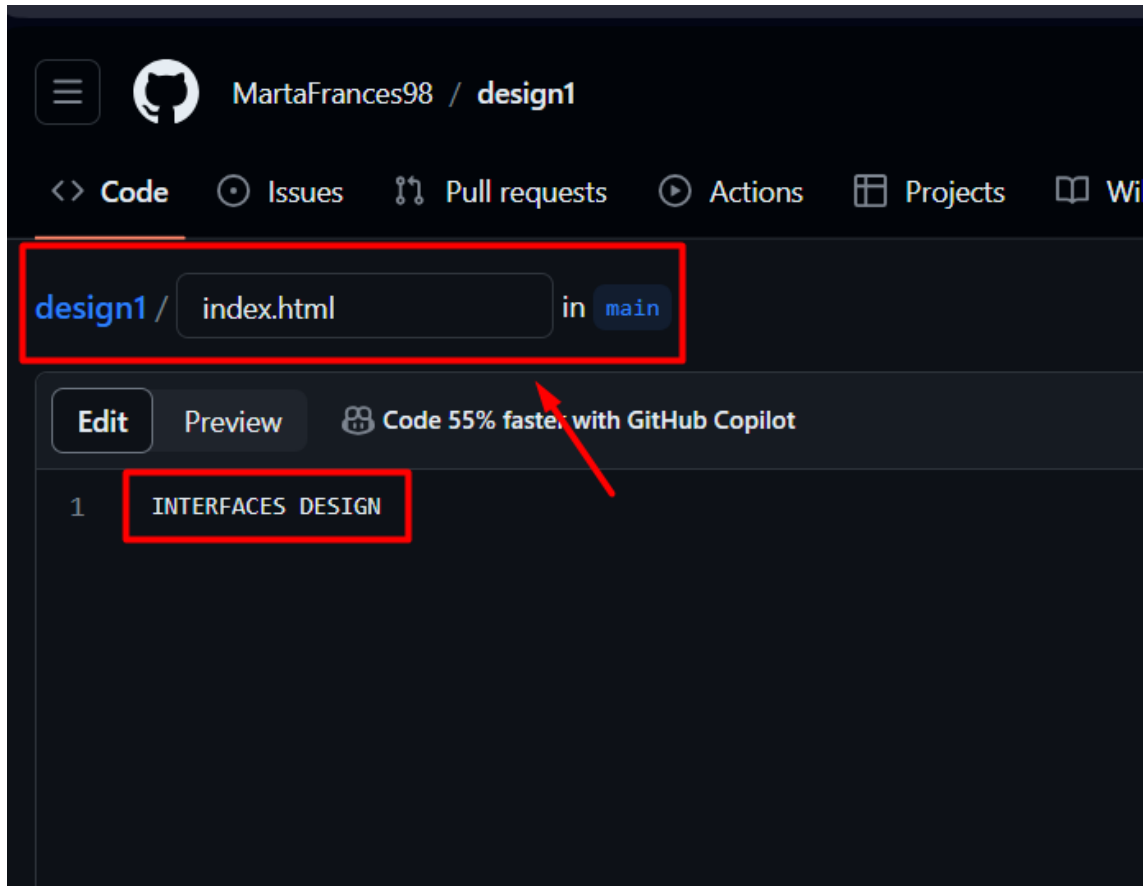 MartaFrances98 / design1
Code Issues Pull requests Actions Projects Wi
design1 / index.html in main
Edit Preview Code 55% faster with GitHub Copilot
1 INTERFACES DESIGN